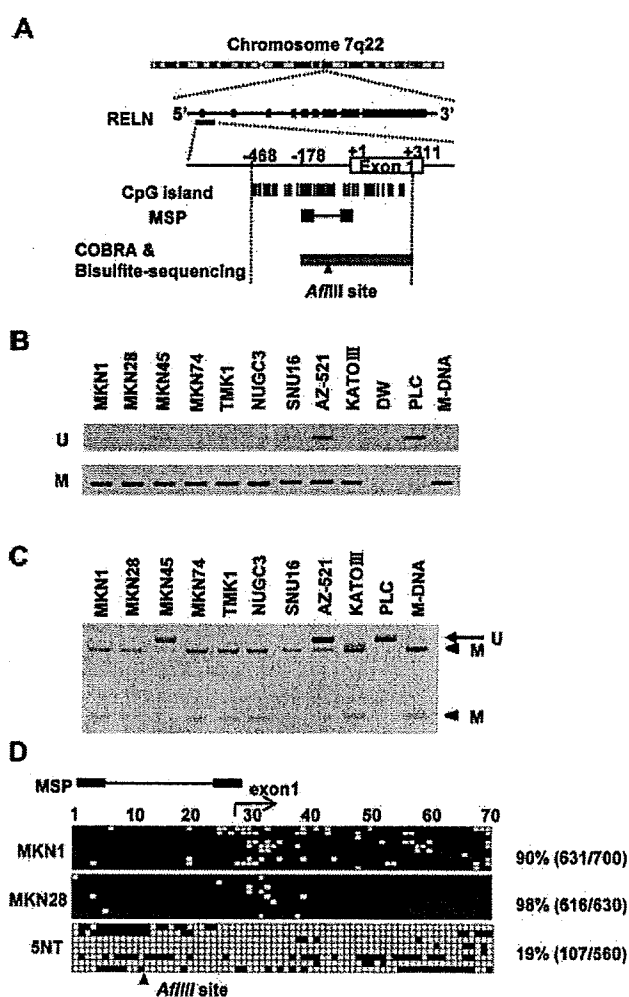 A
Chromosome 7q22
RELN 5' 3'
-468 -178 +1 +311
Exon 1
CpG island
MSP
COBRA &
Bisulfite-sequencing
AflIII site
B
MKN1 MKN28 MKN45 MKN74 TMK1 NUGC3 SNU16 AZ-521 KATOIII DW PLC M-DNA
U
M
C
MKN1 MKN28 MKN45 MKN74 TMK1 NUGC3 SNU16 AZ-521 KATOIII PLC M-DNA
U
M
M
D
MSP exon1
1 10 20 30 40 50 60 70
MKN1 90% (631/700)
MKN28 98% (616/630)
5NT 19% (107/560)
AflIII site